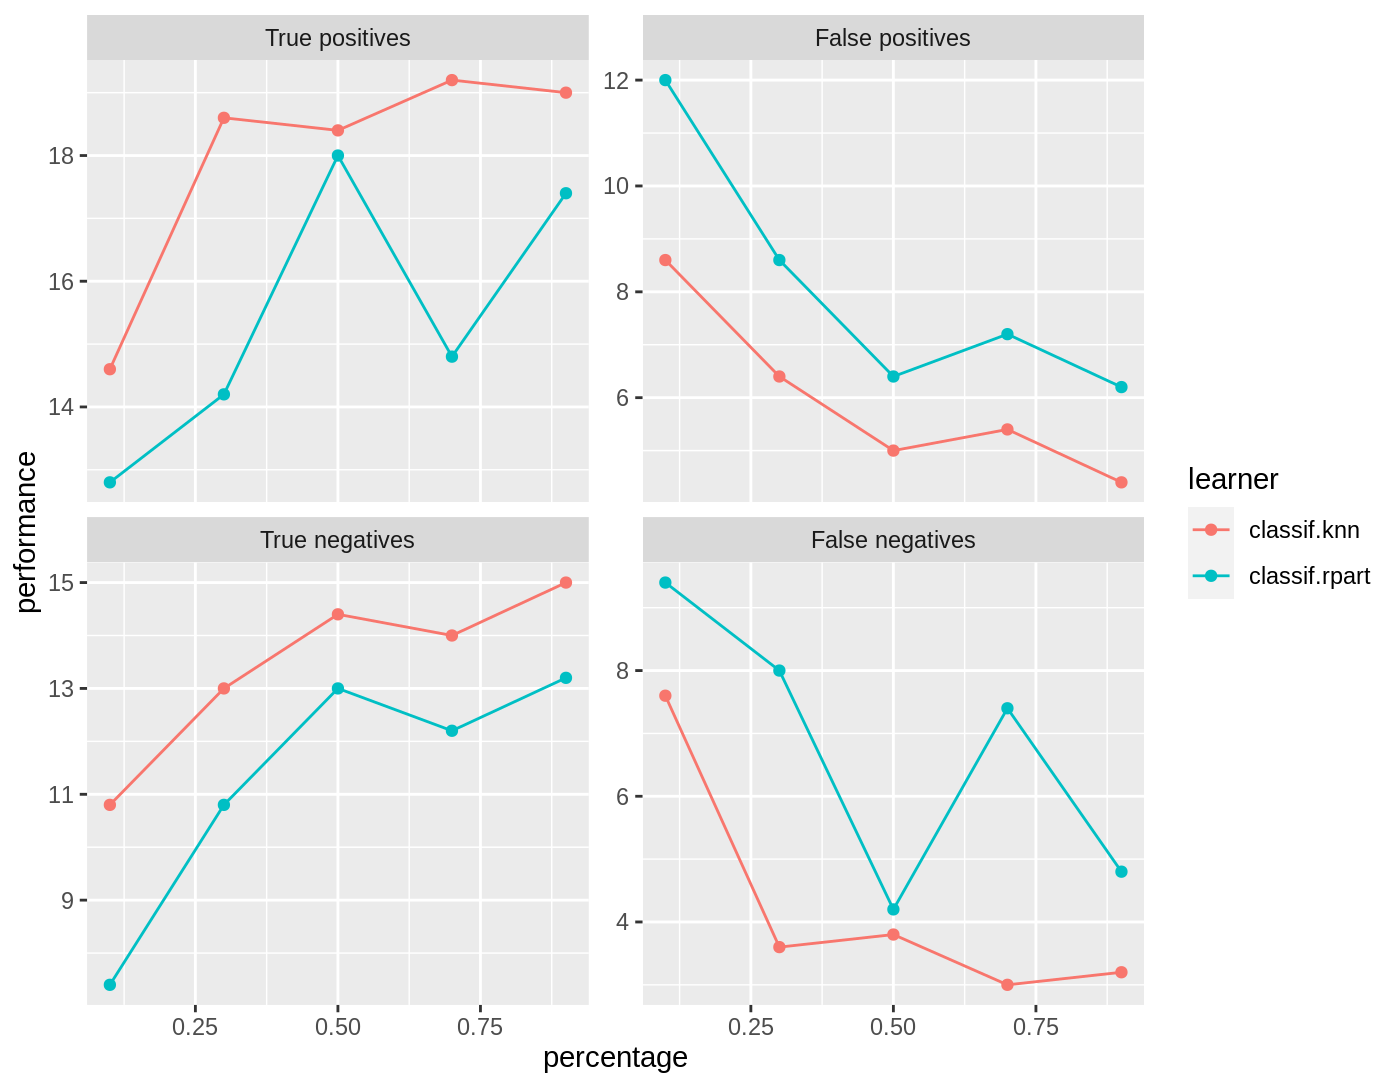 True positives
False positives
18
16
14
12
10
8
6
True negatives
False negatives
15
13
11
9
8
6
4
0.25 0.50 0.75
0.25 0.50 0.75
percentage
performance
learner
classif.knn
classif.rpart